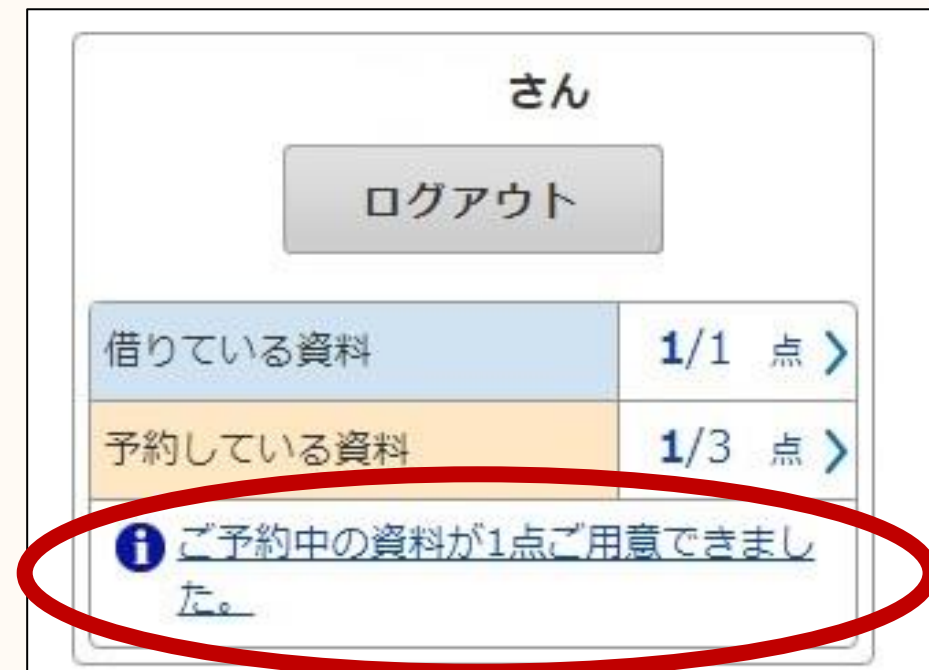 さん
ログアウト
借りている資料 1/1 点
予約している資料 1/3 点
ご予約中の資料が1点ご用意できまし
た。